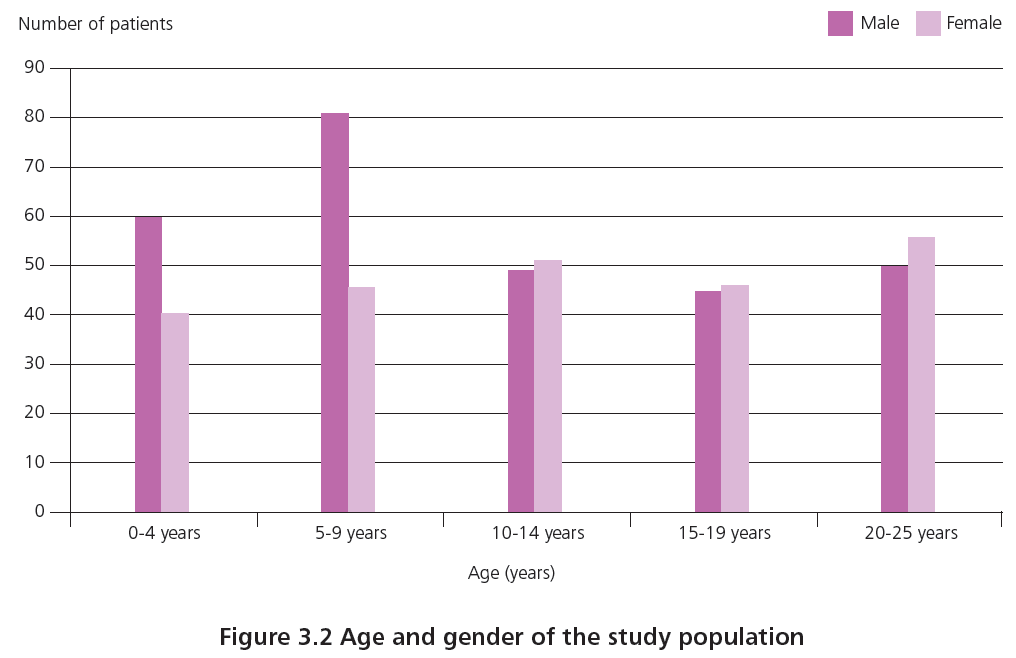 Number of patients
Male Female
90
80
70
60
50
40
30
20
10
0
0-4 years 5-9 years 10-14 years 15-19 years 20-25 years
Age (years)
Figure 3.2 Age and gender of the study population